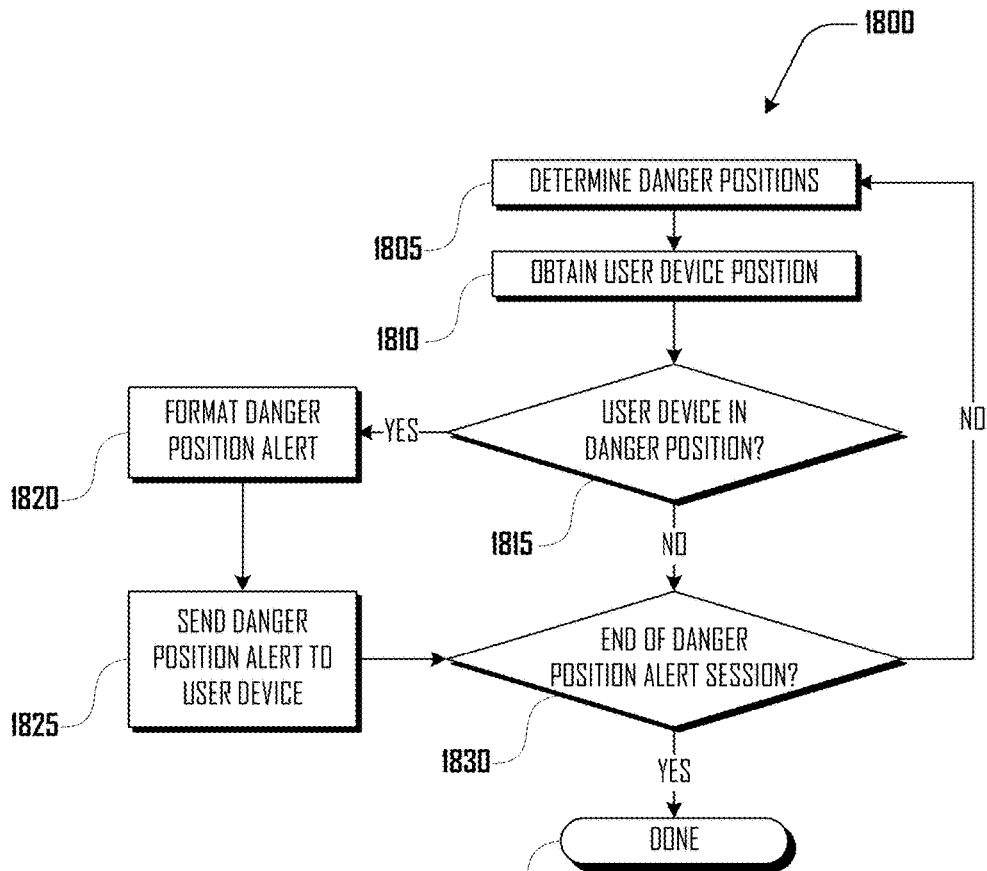 1800
DETERMINE DANGER POSITIONS
1805
OBTAIN USER DEVICE POSITION
1810
FORMAT DANGER
POSITION ALERT
YES
USER DEVICE IN
DANGER POSITION?
NO
1820
1815
NO
SEND DANGER
POSITION ALERT TO
USER DEVICE
END OF DANGER
POSITION ALERT SESSION?
1825
1830
YES
DONE